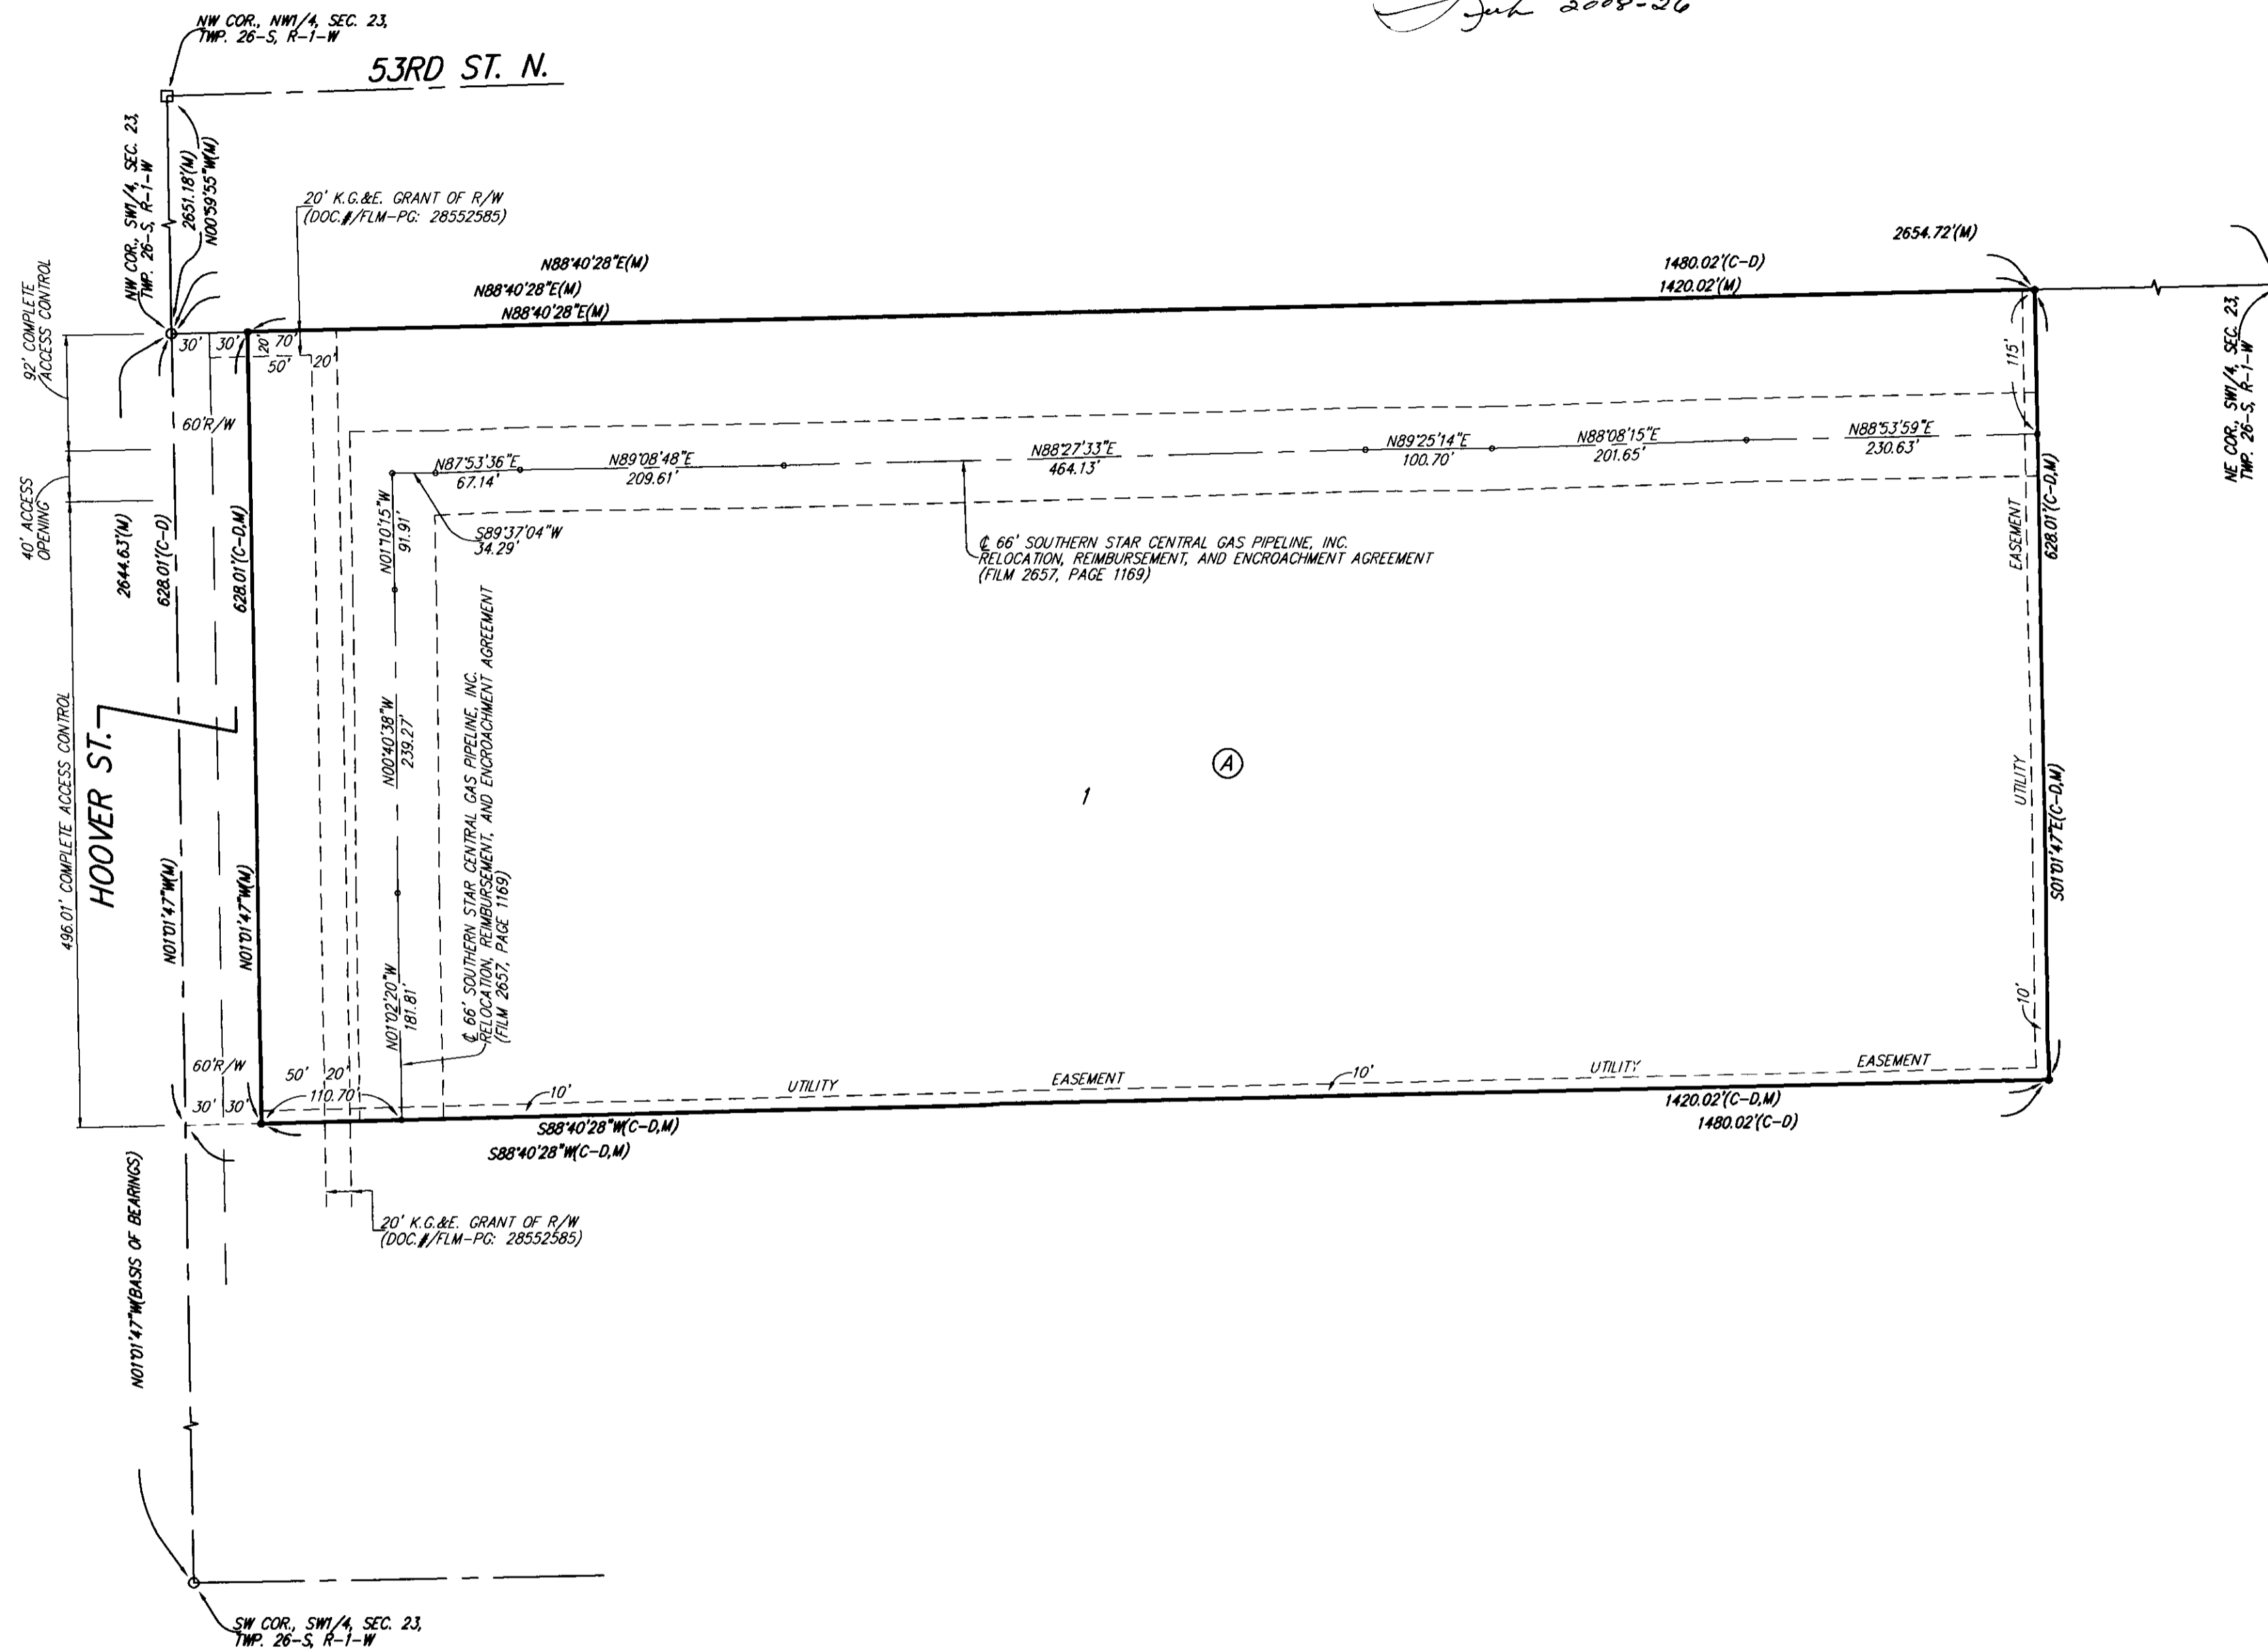 2008-26
NW COR., NW1/4, SEC. 23,
TWP. 26-S, R-1-W
53RD ST. N.
NW COR., SW1/4, SEC. 23,
TWP. 26-S, R-1-W
2651.18'(M)
N00°59'55"W(M)
20' K.G.&E. GRANT OF R/W
(DOC.#/FLM-PG: 28552585)
2654.72'(M)
N88°40'28"E(M)
1480.02'(C-D)
N88°40'28"E(M)
1420.02'(M)
N88°40'28"E(M)
NE COR., SW1/4, SEC. 23,
TWP. 26-S, R-1-W
92' COMPLETE
ACCESS CONTROL
30'
30'
20'
70'
50'
20'
115'
60'R/W
40' ACCESS
OPENING
2644.63'(M)
628.01'(C-D)
628.01'(C-D,M)
N87°53'36"E
67.14'
N89°08'48"E
209.61'
N88°27'33"E
464.13'
N89°25'14"E
100.70'
N88°08'15"E
201.65'
N88°53'59"E
230.63'
S89°37'04"W
34.29'
N01°10'15"W
91.91'
℄ 66' SOUTHERN STAR CENTRAL GAS PIPELINE, INC.
RELOCATION, REIMBURSEMENT, AND ENCROACHMENT AGREEMENT
(FILM 2657, PAGE 1169)
EASEMENT
628.01'(C-D,M)
496.01' COMPLETE ACCESS CONTROL
HOOVER ST.
N01°01'47"W(M)
N01°01'47"W(M)
N00°40'38"W
239.27'
℄ 66' SOUTHERN STAR CENTRAL GAS PIPELINE, INC.
RELOCATION, REIMBURSEMENT, AND ENCROACHMENT AGREEMENT
(FILM 2657, PAGE 1169)
A
1
UTILITY
S01°01'47"E(C-D,M)
N01°02'20"W
181.81'
10'
60'R/W
50'
20'
30'
30'
110.70'
10'
UTILITY
EASEMENT
10'
UTILITY
EASEMENT
S88°40'28"W(C-D,M)
1420.02'(C-D,M)
S88°40'28"W(C-D,M)
1480.02'(C-D)
N01°01'47"W(BASIS OF BEARINGS)
20' K.G.&E. GRANT OF R/W
(DOC.#/FLM-PG: 28552585)
SW COR., SW1/4, SEC. 23,
TWP. 26-S, R-1-W